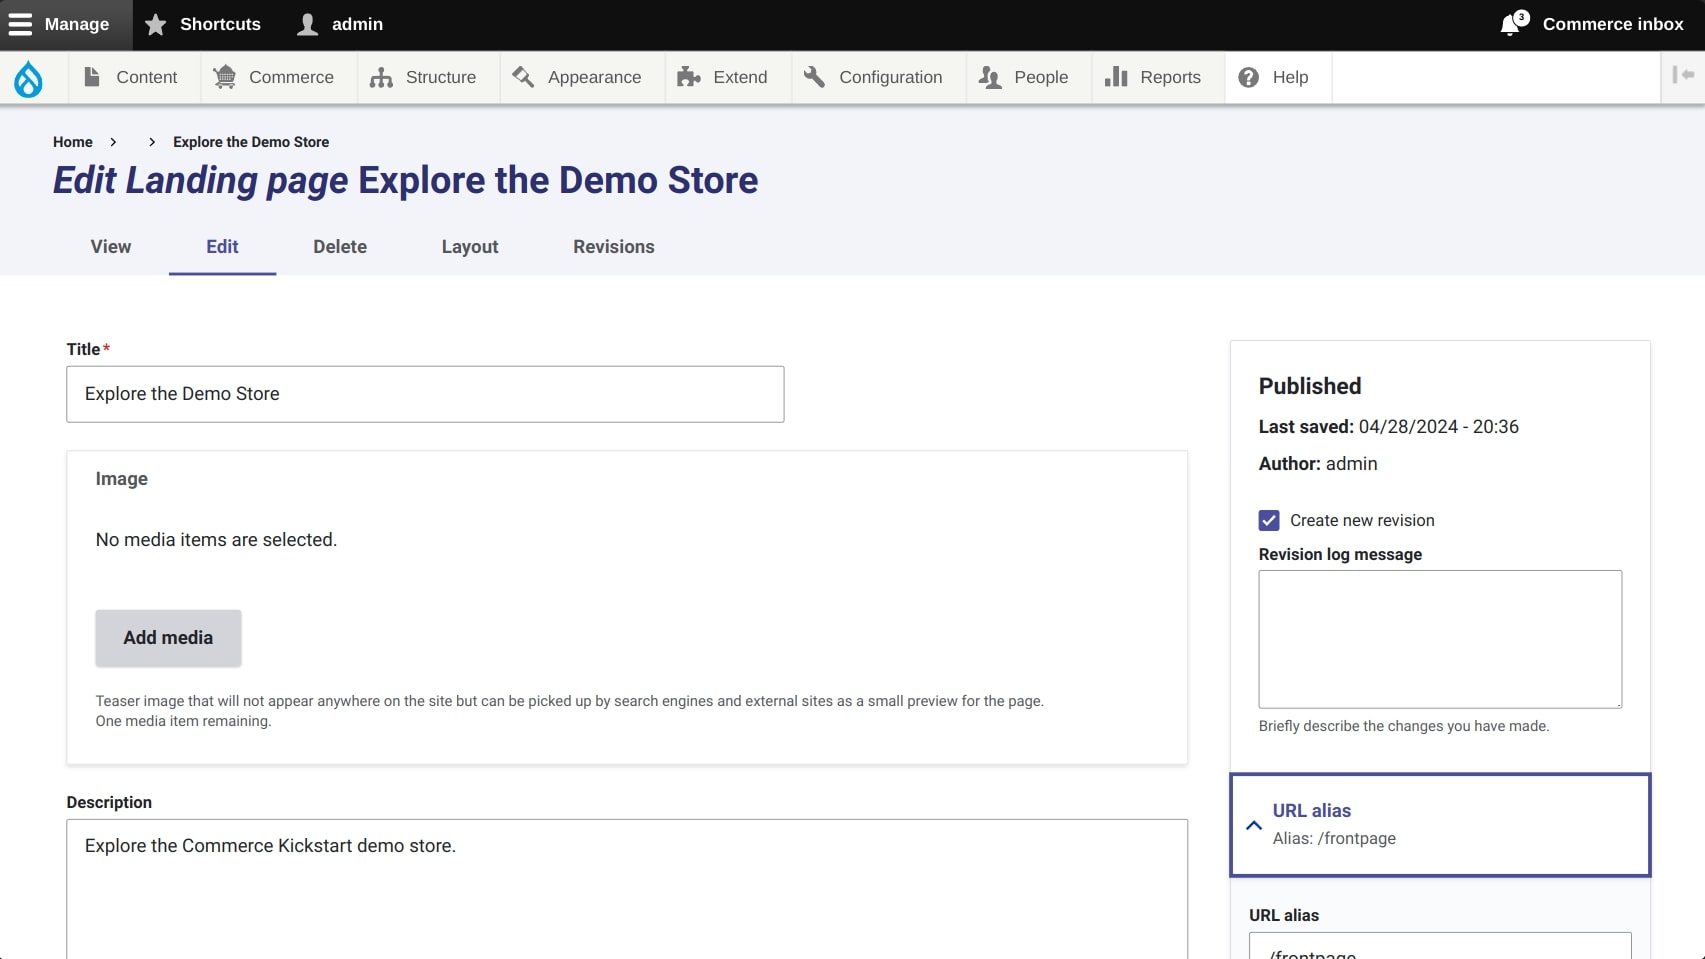 Manage Shortcuts admin 3 Commerce inbox
Content Commerce Structure Appearance Extend Configuration People Reports Help
Home Explore the Demo Store
Edit Landing page Explore the Demo Store
View Edit Delete Layout Revisions
Title*
Explore the Demo Store
Image
No media items are selected.
Add media
Teaser image that will not appear anywhere on the site but can be picked up by search engines and external sites as a small preview for the page.
One media item remaining.
Description
Explore the Commerce Kickstart demo store.
Published
Last saved: 04/28/2024 - 20:36
Author: admin
Create new revision
Revision log message
Briefly describe the changes you have made.
URL alias
Alias: /frontpage
URL alias
/frontpage